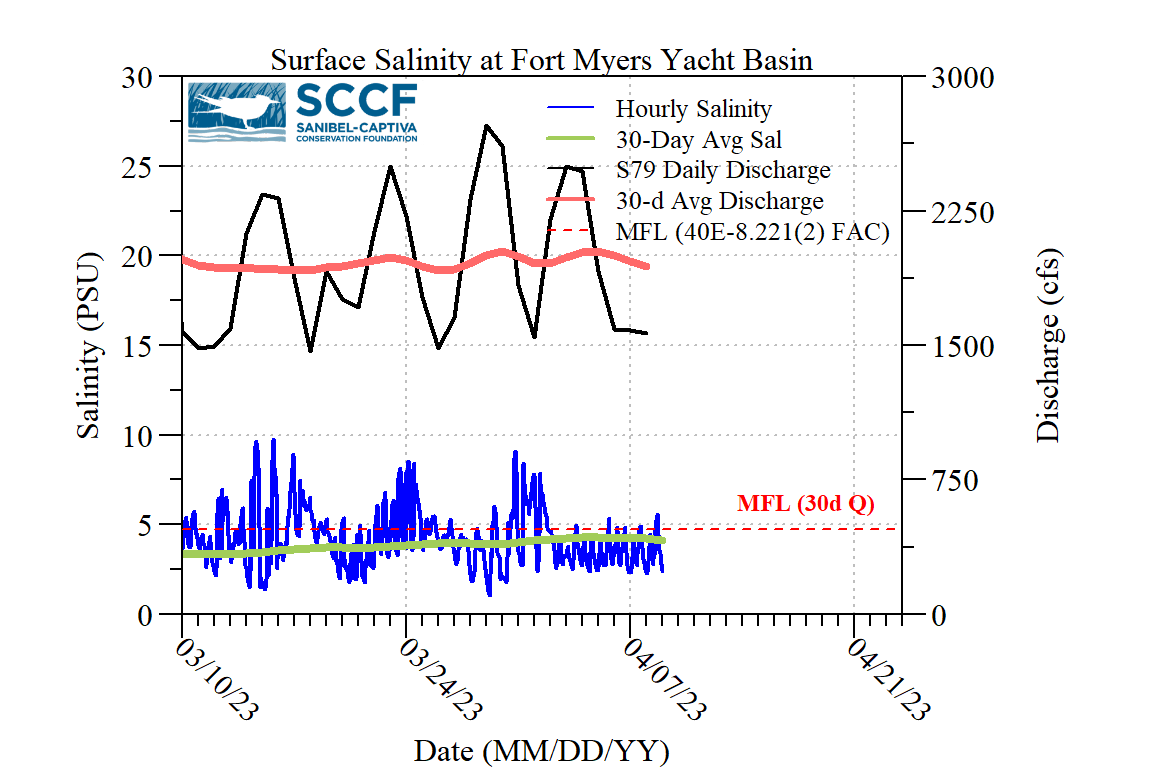 Surface Salinity at Fort Myers Yacht Basin
SCCF
SANIBEL-CAPTIVA
CONSERVATION FOUNDATION
Hourly Salinity
30-Day Avg Sal
S79 Daily Discharge
30-d Avg Discharge
MFL (40E-8.221(2) FAC)
MFL (30d Q)
Salinity (PSU)
30
25
20
15
10
5
0
Discharge (cfs)
3000
2250
1500
750
0
03/10/23
03/24/23
04/07/23
04/21/23
Date (MM/DD/YY)